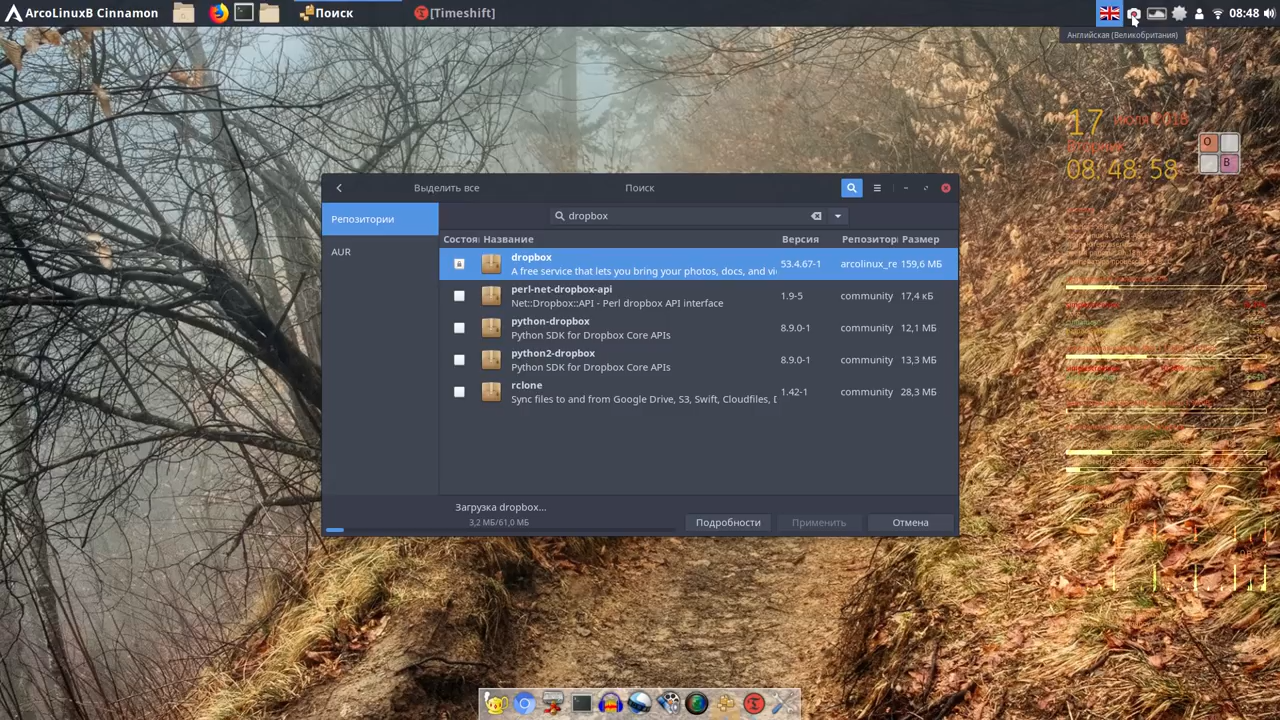 ArcoLinuxB Cinnamon
Поиск
[Timeshift]
08:48
Английская (Великобритания)
17 июля 2018
Вторник
08:48:58
O
B
Выделить все
Поиск
Репозитории
AUR
dropbox
Состоя Название Версия Репозитор Размер
dropbox
A free service that lets you bring your photos, docs, and vi
53.4.67-1 arcolinux_re 159,6 МБ
perl-net-dropbox-api
Net::Dropbox::API - Perl dropbox API interface
1.9-5 community 17,4 кБ
python-dropbox
Python SDK for Dropbox Core APIs
8.9.0-1 community 12,1 МБ
python2-dropbox
Python SDK for Dropbox Core APIs
8.9.0-1 community 13,3 МБ
rclone
Sync files to and from Google Drive, S3, Swift, Cloudfiles, D
1.42-1 community 28,3 МБ
Загрузка dropbox...
3,2 МБ/61,0 МБ
Подробности
Применить
Отмена